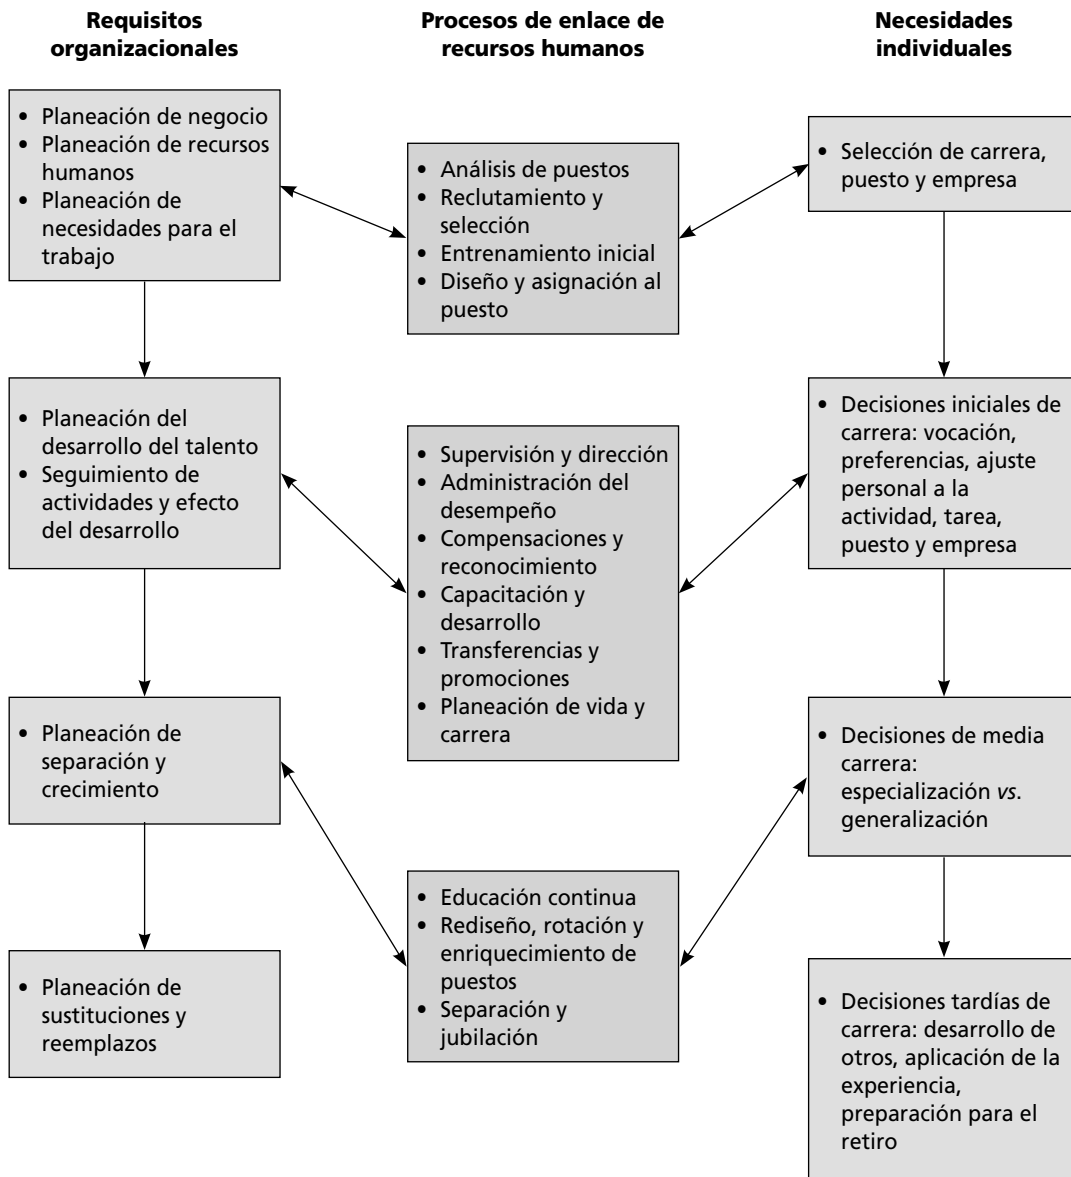 Requisitos
organizacionales
Procesos de enlace de
recursos humanos
Necesidades
individuales
• Planeación de negocio
• Planeación de recursos
humanos
• Planeación de
necesidades para el
trabajo
• Análisis de puestos
• Reclutamiento y
selección
• Entrenamiento inicial
• Diseño y asignación al
puesto
• Selección de carrera,
puesto y empresa
• Planeación del
desarrollo del talento
• Seguimiento de
actividades y efecto
del desarrollo
• Supervisión y dirección
• Administración del
desempeño
• Compensaciones y
reconocimiento
• Capacitación y
desarrollo
• Transferencias y
promociones
• Planeación de vida y
carrera
• Decisiones iniciales de
carrera: vocación,
preferencias, ajuste
personal a la
actividad, tarea,
puesto y empresa
• Planeación de
separación y
crecimiento
• Decisiones de media
carrera:
especialización vs.
generalización
• Educación continua
• Rediseño, rotación y
enriquecimiento de
puestos
• Separación y
jubilación
• Planeación de
sustituciones y
reemplazos
• Decisiones tardías de
carrera: desarrollo de
otros, aplicación de la
experiencia,
preparación para el
retiro